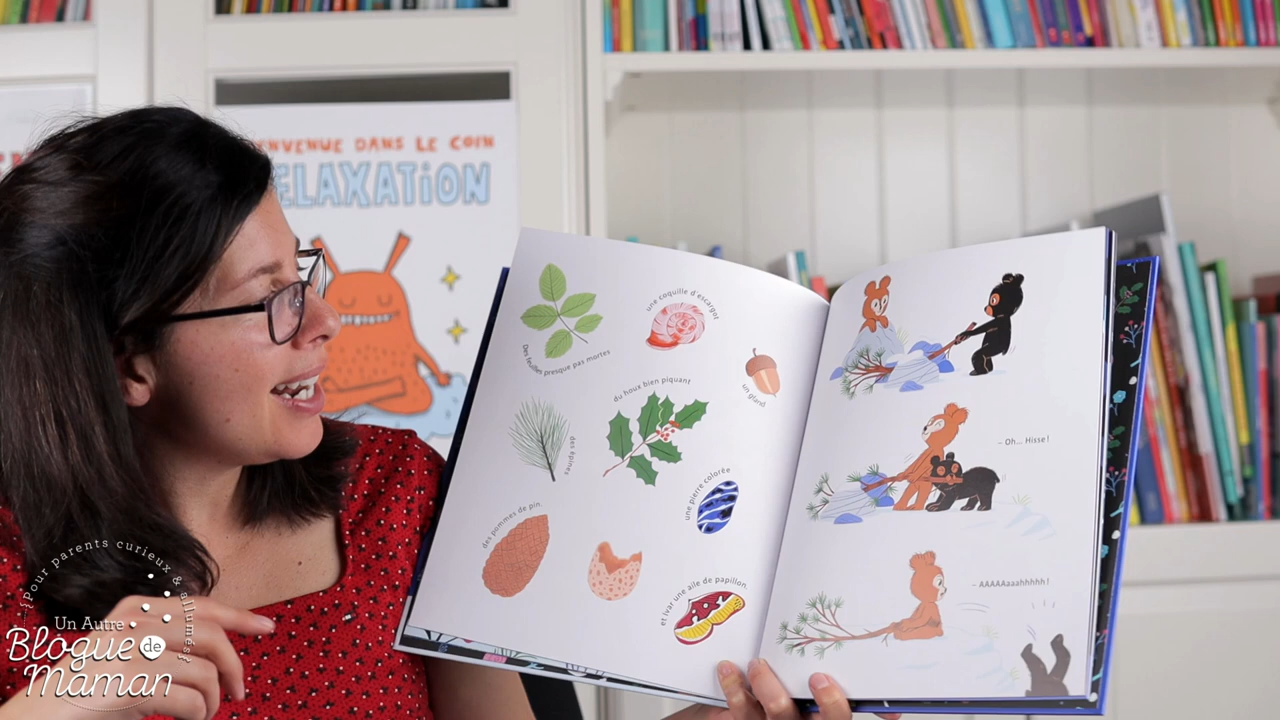 BIENVENUE DANS LE COIN
RELAXATION
une coquille d'escargot
Des feuilles presque pas mortes
un gland
du houx bien piquant
des épines
une pierre colorée
des pommes de pin.
et Ivar une aile de papillon.
– Oh... Hisse !
– AAAAAaaahhhhh !
{Pour parents curieux & allumés}
Un Autre
Blogue de
Maman